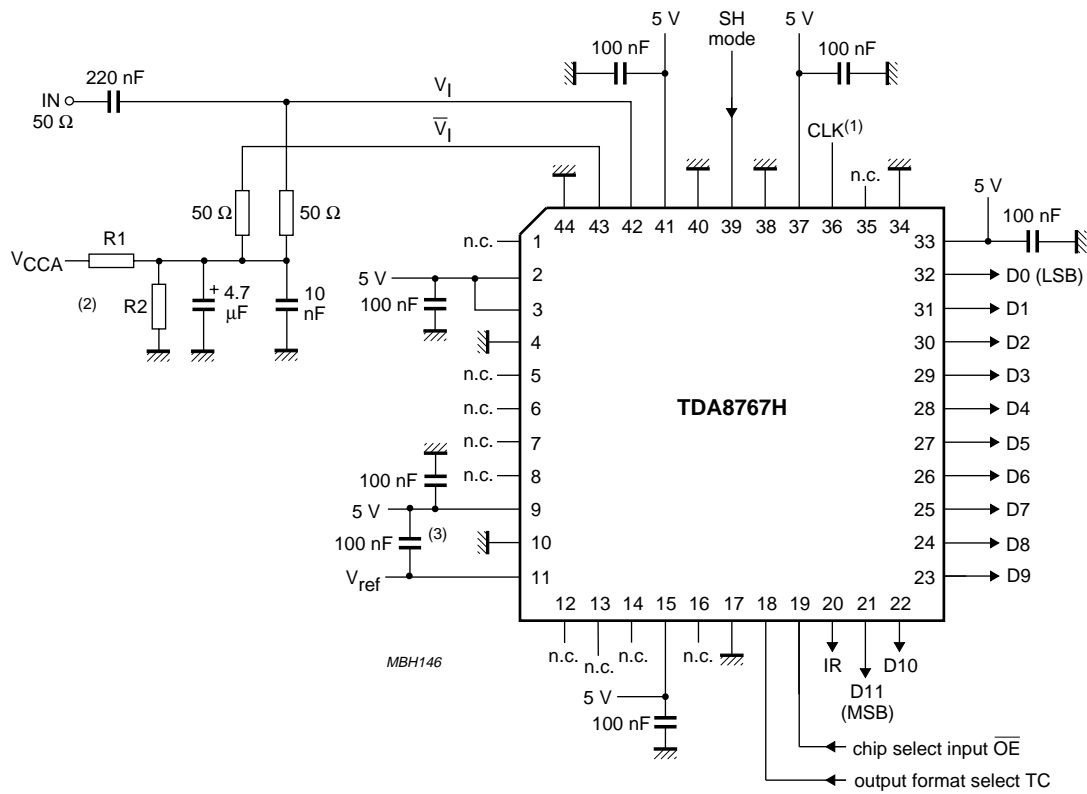 5 V
SH
mode
5 V
100 nF
100 nF
220 nF
IN
50 Ω
V_I
V̅_I
CLK(1)
n.c.
5 V
100 nF
50 Ω
50 Ω
44 43 42 41 40 39 38 37 36 35 34
n.c. 1
33
V_CCA
R1
5 V 2
32 D0 (LSB)
(2)
R2
+ 4.7
μF
10
nF
100 nF
3
31 D1
4
30 D2
n.c. 5
29 D3
TDA8767H
n.c. 6
28 D4
n.c. 7
27 D5
n.c. 8
26 D6
100 nF
5 V 9
25 D7
(3)
100 nF
10
24 D8
V_ref 11
23 D9
12 13 14 15 16 17 18 19 20 21 22
n.c. n.c. n.c. n.c.
IR
D11
(MSB)
D10
MBH146
5 V
100 nF
chip select input O̅E̅
output format select TC